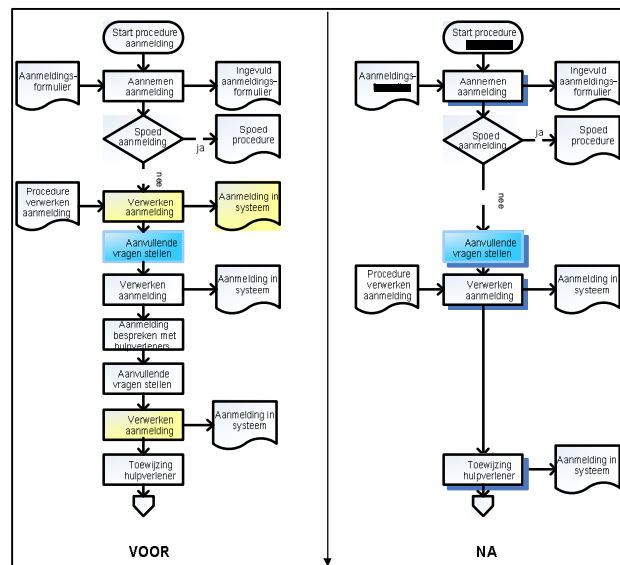 Start procedure
aanmelding
Aanmeldings-
formulier
Aannemen
aanmelding
Ingevuld
aanmeldings-
formulier
Spoed
aanmelding
ja
Spoed
procedure
nee
Procedure
verwerken
aanmelding
Verwerken
aanmelding
Aanmelding in
systeem
Aanvullende
vragen stellen
Verwerken
aanmelding
Aanmelding in
systeem
Aanmelding
bespreken met
hulpverleners
Aanvullende
vragen stellen
Verwerken
aanmelding
Aanmelding in
systeem
Toewijzing
hulpverlener
VOOR
Start procedure
Aanmeldings-
Aannemen
aanmelding
Ingevuld
aanmeldings-
formulier
Spoed
aanmelding
ja
Spoed
procedure
nee
Aanvullende
vragen stellen
Procedure
verwerken
aanmelding
Verwerken
aanmelding
Aanmelding in
systeem
Toewijzing
hulpverlener
Aanmelding in
systeem
NA